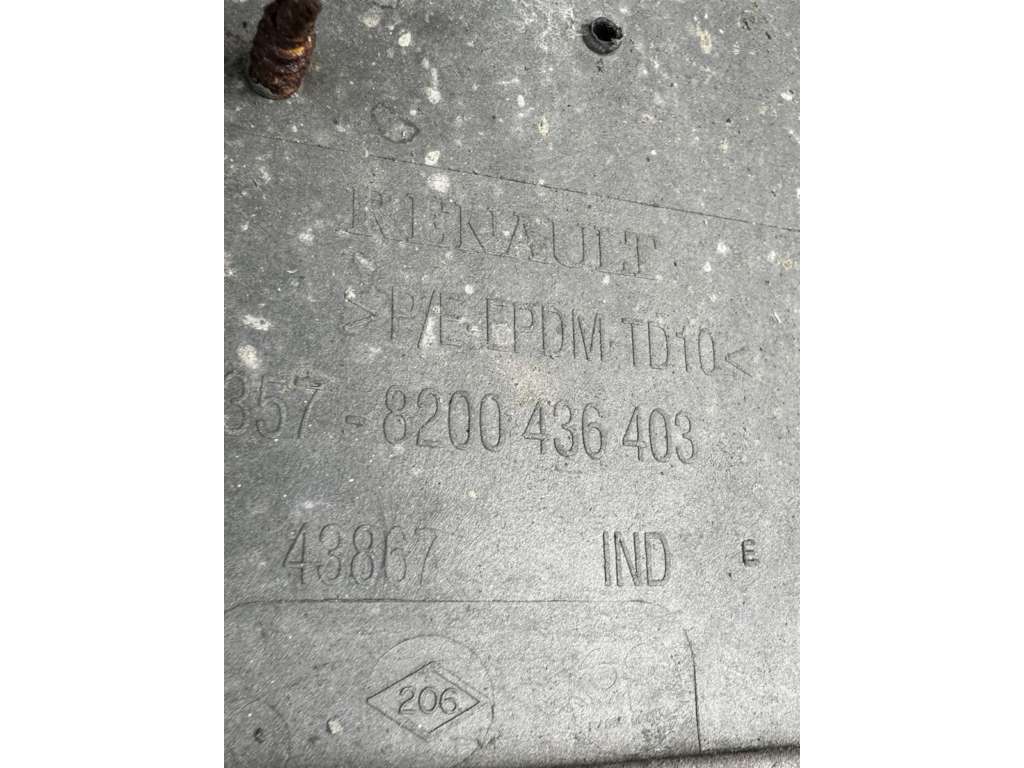 RENAULT
>P/E-EPDM-TD10<
357-8200 436 403
43867 IND E
206